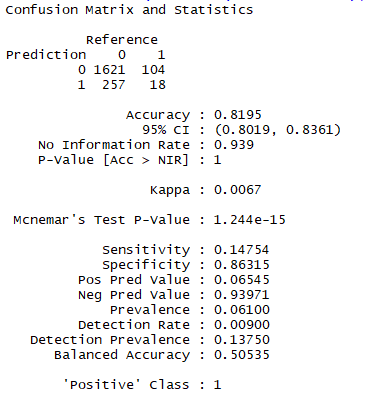 Confusion Matrix and Statistics
Reference
Prediction 0 1
0 1621 104
1 257 18
Accuracy : 0.8195
95% CI : (0.8019, 0.8361)
No Information Rate : 0.939
P-Value [Acc > NIR] : 1
Kappa : 0.0067
Mcnemar's Test P-Value : 1.244e-15
Sensitivity : 0.14754
Specificity : 0.86315
Pos Pred Value : 0.06545
Neg Pred Value : 0.93971
Prevalence : 0.06100
Detection Rate : 0.00900
Detection Prevalence : 0.13750
Balanced Accuracy : 0.50535
'Positive' Class : 1